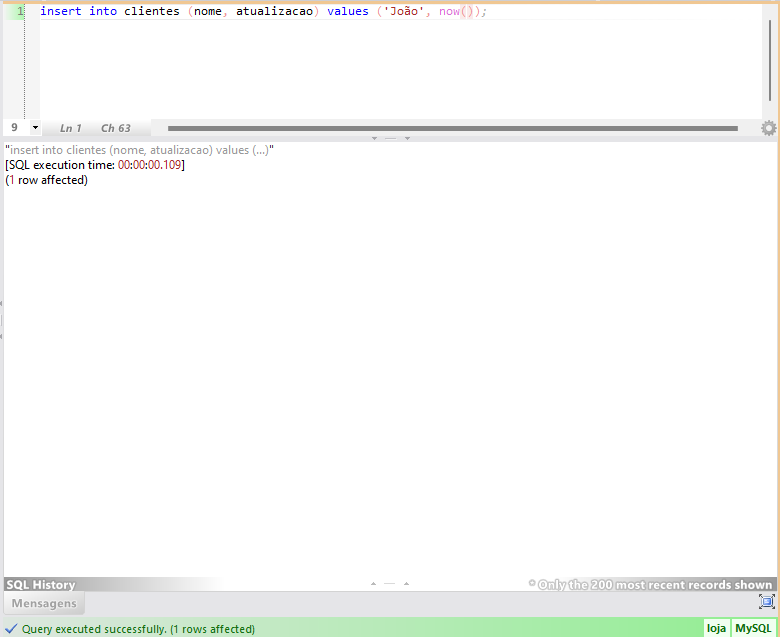 1 insert into clientes (nome, atualizacao) values ('João', now());
9 Ln 1 Ch 63
"insert into clientes (nome, atualizacao) values (...)"
[SQL execution time: 00:00:00.109]
(1 row affected)
SQL History * Only the 200 most recent records shown
Mensagens
Query executed successfully. (1 rows affected) loja MySQL